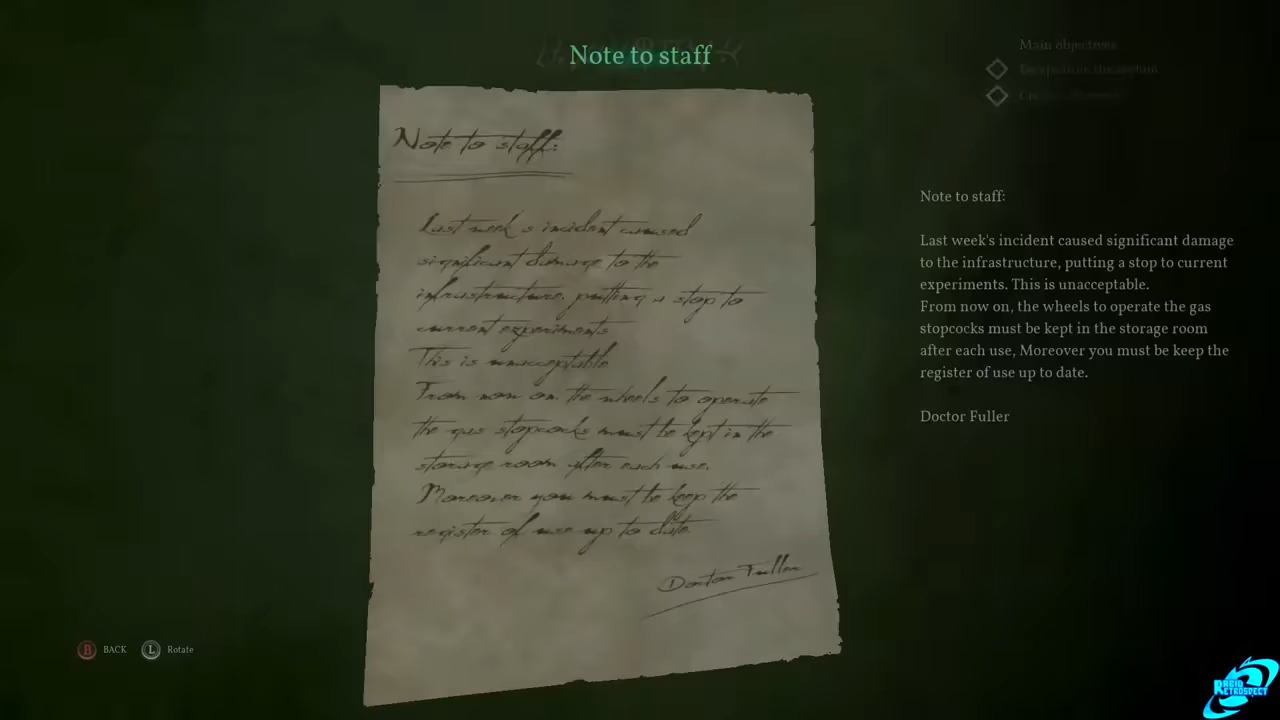 Note to staff
Main objectives
Note to staff:
Last week's incident caused
significant damage to the
infrastructure, putting a stop to
current experiments
This is unacceptable
From now on, the wheels to operate
the gas stopcocks must be kept in the
storage room after each use.
Moreover you must be keep the
register of use up to date.
Doctor Fuller
Note to staff:
Last week's incident caused significant damage
to the infrastructure, putting a stop to current
experiments. This is unacceptable.
From now on, the wheels to operate the gas
stopcocks must be kept in the storage room
after each use, Moreover you must be keep the
register of use up to date.
Doctor Fuller
B BACK L Rotate
RABID
RETROSPECT